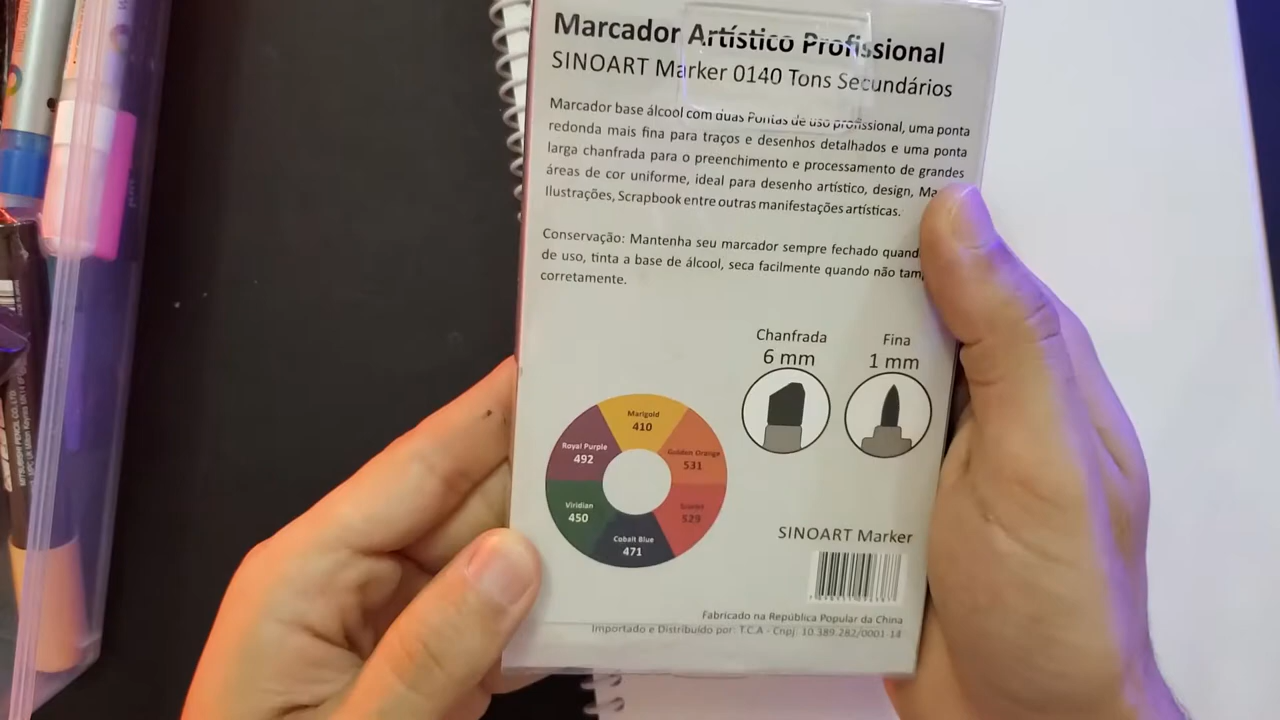 Marcador Artístico Profissional
SINOART Marker 0140 Tons Secundários
Marcador base álcool com duas Pontas de uso profissional, uma ponta
redonda mais fina para traços e desenhos detalhados e uma ponta
larga chanfrada para o preenchimento e processamento de grandes
áreas de cor uniforme, ideal para desenho artístico, design,
Ilustrações, Scrapbook entre outras manifestações artísticas.
Conservação: Mantenha seu marcador sempre fechado
de uso, tinta a base de álcool, seca facilmente quando não
corretamente.
Chanfrada
6 mm
Fina
1 mm
Marigold
410
Royal Purple
492
Golden Orange
531
Viridian
450
Scarlet
529
Cobalt Blue
471
SINOART Marker
Fabricado na República Popular da China
Importado e Distribuído por: T.C.A - Cnpj: 10.389.282/0001-14
MITSUBISHI PENCIL CO.LTD